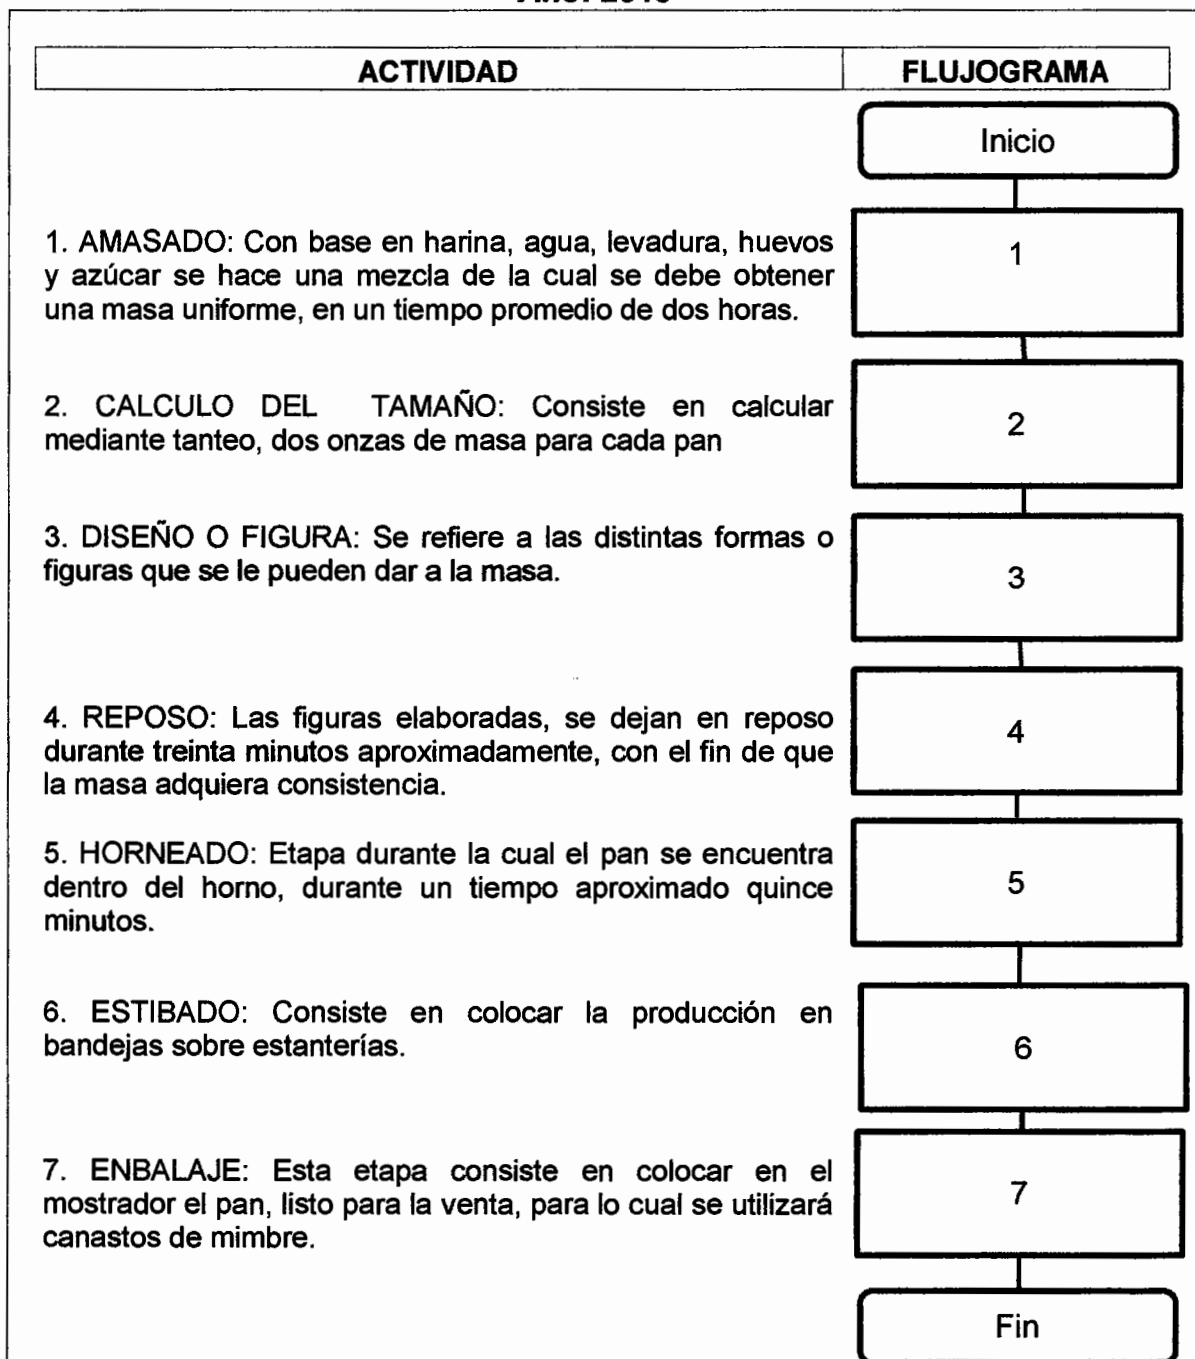 ACTIVIDAD
FLUJOGRAMA
Inicio
1. AMASADO: Con base en harina, agua, levadura, huevos
y azúcar se hace una mezcla de la cual se debe obtener
una masa uniforme, en un tiempo promedio de dos horas.
1
2. CALCULO DEL TAMAÑO: Consiste en calcular
mediante tanteo, dos onzas de masa para cada pan
2
3. DISEÑO O FIGURA: Se refiere a las distintas formas o
figuras que se le pueden dar a la masa.
3
4. REPOSO: Las figuras elaboradas, se dejan en reposo
durante treinta minutos aproximadamente, con el fin de que
la masa adquiera consistencia.
4
5. HORNEADO: Etapa durante la cual el pan se encuentra
dentro del horno, durante un tiempo aproximado quince
minutos.
5
6. ESTIBADO: Consiste en colocar la producción en
bandejas sobre estanterías.
6
7. ENBALAJE: Esta etapa consiste en colocar en el
mostrador el pan, listo para la venta, para lo cual se utilizará
canastos de mimbre.
7
Fin